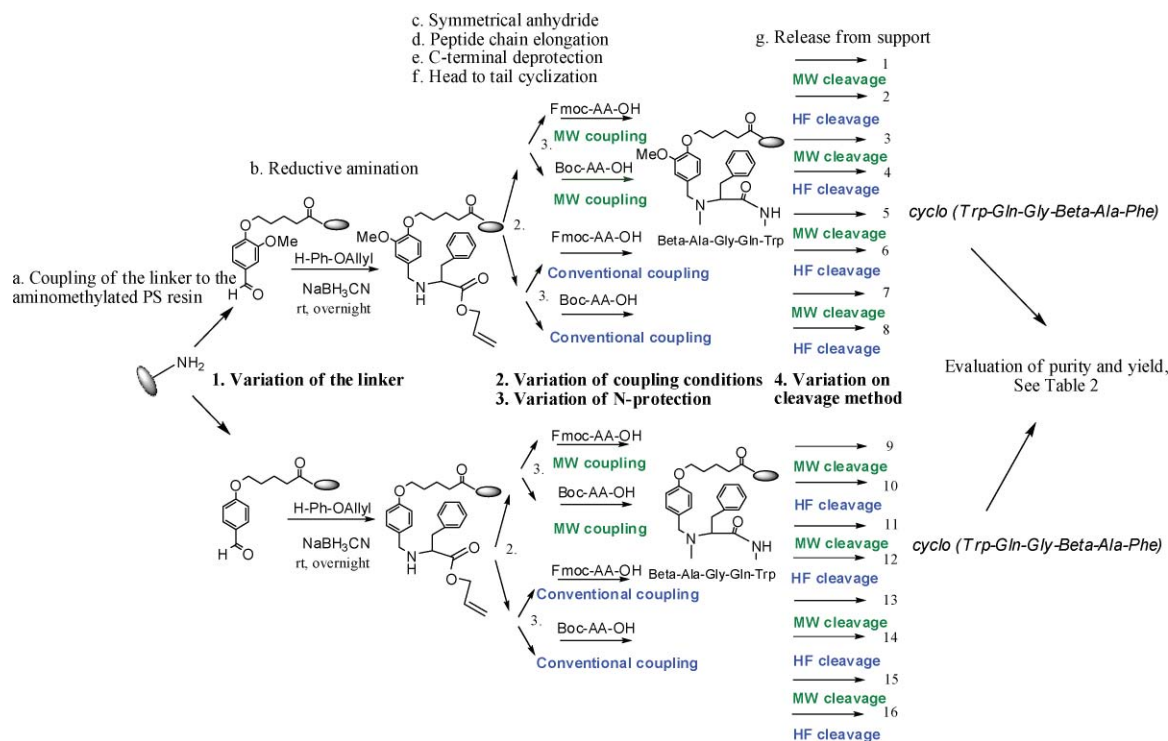 c. Symmetrical anhydride
d. Peptide chain elongation
e. C-terminal deprotection
f. Head to tail cyclization
g. Release from support
b. Reductive amination
a. Coupling of the linker to the
aminomethylated PS resin
NH2
1. Variation of the linker
O
O
MeO
H
O
H-Ph-OAllyl
NaBH3CN
rt, overnight
O
O
MeO
N
H
O
O
2.
3.
Fmoc-AA-OH
MW coupling
Boc-AA-OH
MW coupling
Fmoc-AA-OH
Conventional coupling
3.
Boc-AA-OH
Conventional coupling
O
O
MeO
N
O
NH
Beta-Ala-Gly-Gln-Trp
1
MW cleavage
2
HF cleavage
3
MW cleavage
4
HF cleavage
5
MW cleavage
6
HF cleavage
7
MW cleavage
8
HF cleavage
cyclo (Trp-Gln-Gly-Beta-Ala-Phe)
2. Variation of coupling conditions
3. Variation of N-protection
4. Variation on
cleavage method
Evaluation of purity and yield,
See Table 2
O
O
H
O
H-Ph-OAllyl
NaBH3CN
rt, overnight
O
O
N
H
O
O
2.
3.
Fmoc-AA-OH
MW coupling
Boc-AA-OH
MW coupling
Fmoc-AA-OH
Conventional coupling
3.
Boc-AA-OH
Conventional coupling
O
O
N
O
NH
Beta-Ala-Gly-Gln-Trp
9
MW cleavage
10
HF cleavage
11
MW cleavage
12
HF cleavage
13
MW cleavage
14
HF cleavage
15
MW cleavage
16
HF cleavage
cyclo (Trp-Gln-Gly-Beta-Ala-Phe)